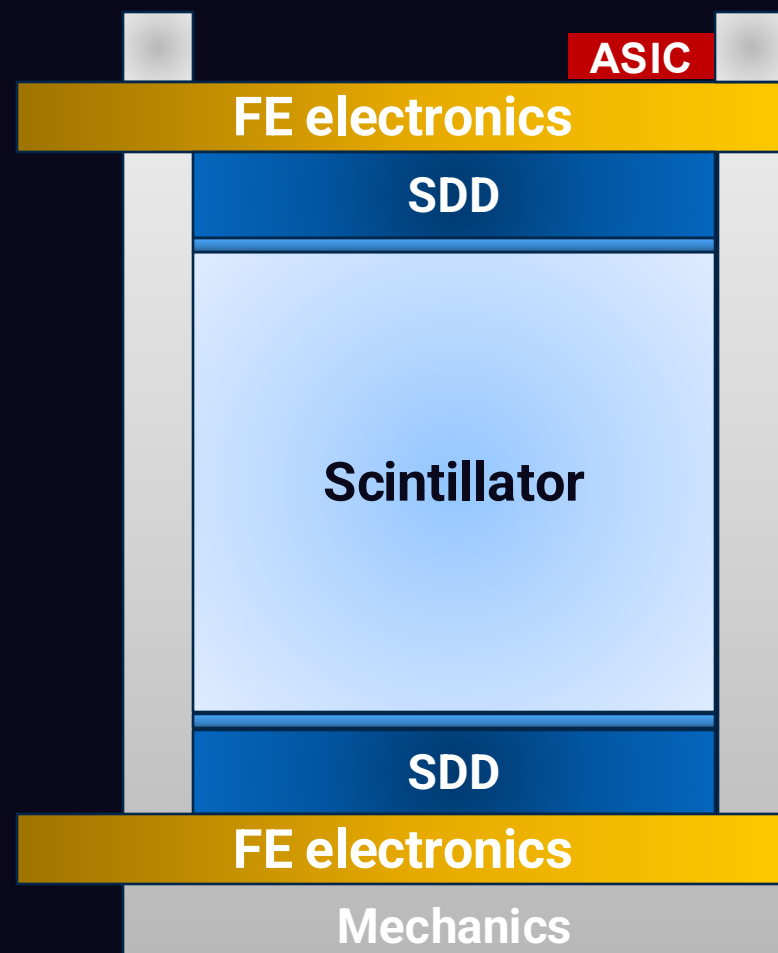 ASIC
FE electronics
SDD
Scintillator
SDD
FE electronics
Mechanics